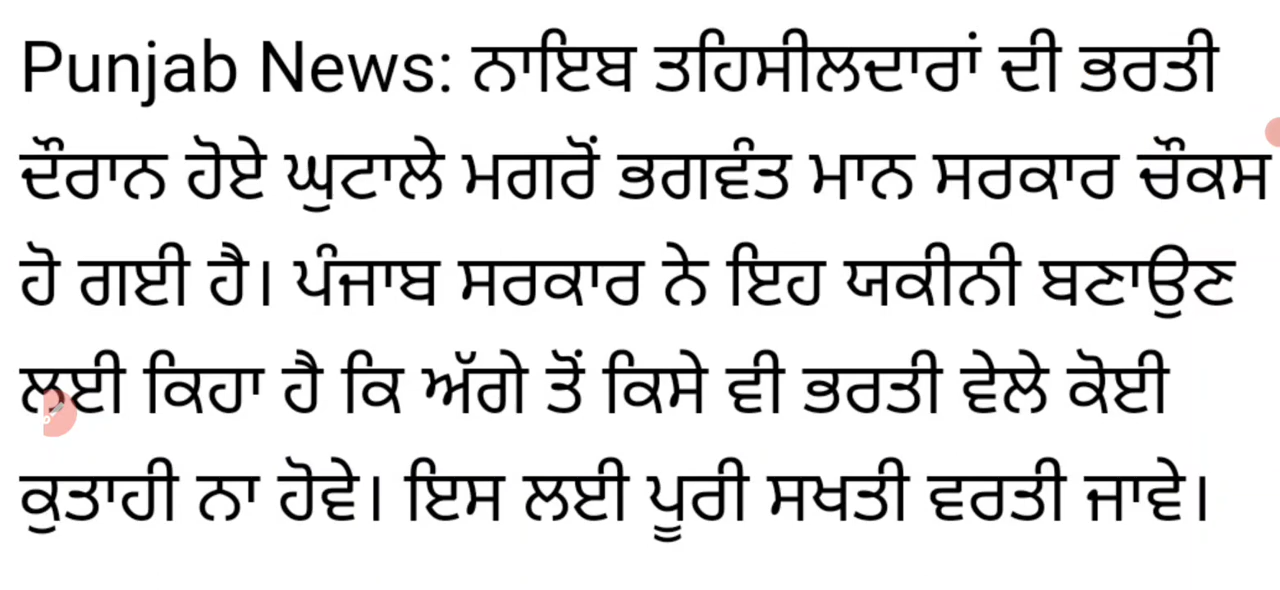 Punjab News: ਨਾਇਬ ਤਹਿਸੀਲਦਾਰਾਂ ਦੀ ਭਰਤੀ
ਦੌਰਾਨ ਹੋਏ ਘੁਟਾਲੇ ਮਗਰੋਂ ਭਗਵੰਤ ਮਾਨ ਸਰਕਾਰ ਚੌਕਸ
ਹੋ ਗਈ ਹੈ। ਪੰਜਾਬ ਸਰਕਾਰ ਨੇ ਇਹ ਯਕੀਨੀ ਬਣਾਉਣ
ਲਈ ਕਿਹਾ ਹੈ ਕਿ ਅੱਗੇ ਤੋਂ ਕਿਸੇ ਵੀ ਭਰਤੀ ਵੇਲੇ ਕੋਈ
ਕੁਤਾਹੀ ਨਾ ਹੋਵੇ। ਇਸ ਲਈ ਪੂਰੀ ਸਖਤੀ ਵਰਤੀ ਜਾਵੇ।